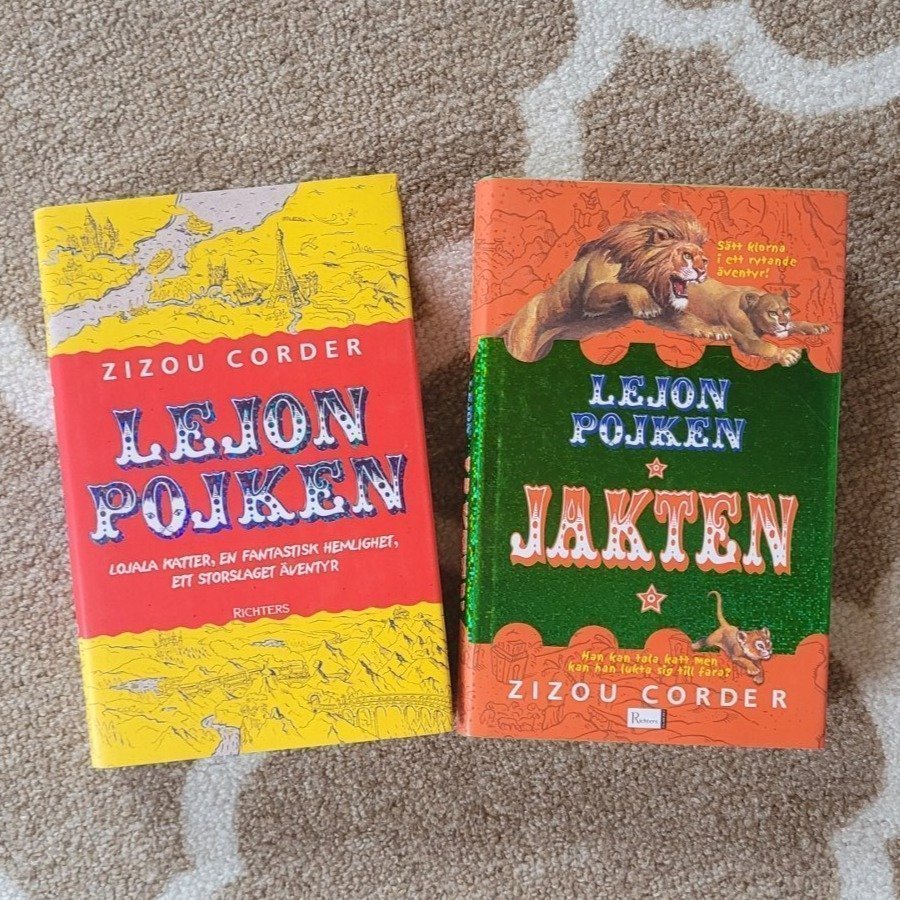 ZIZOU CORDER
LEJON
POJKEN
LOJALA KATTER, EN FANTASTISK HEMLIGHET,
ETT STORSLAGET ÄVENTYR
RICHTERS
Sätt klorna
i ett rytande
äventyr!
LEJON
POJKEN
JAKTEN
Han kan tala katt men
kan han lukta sig till fara?
ZIZOU CORDER
Richters